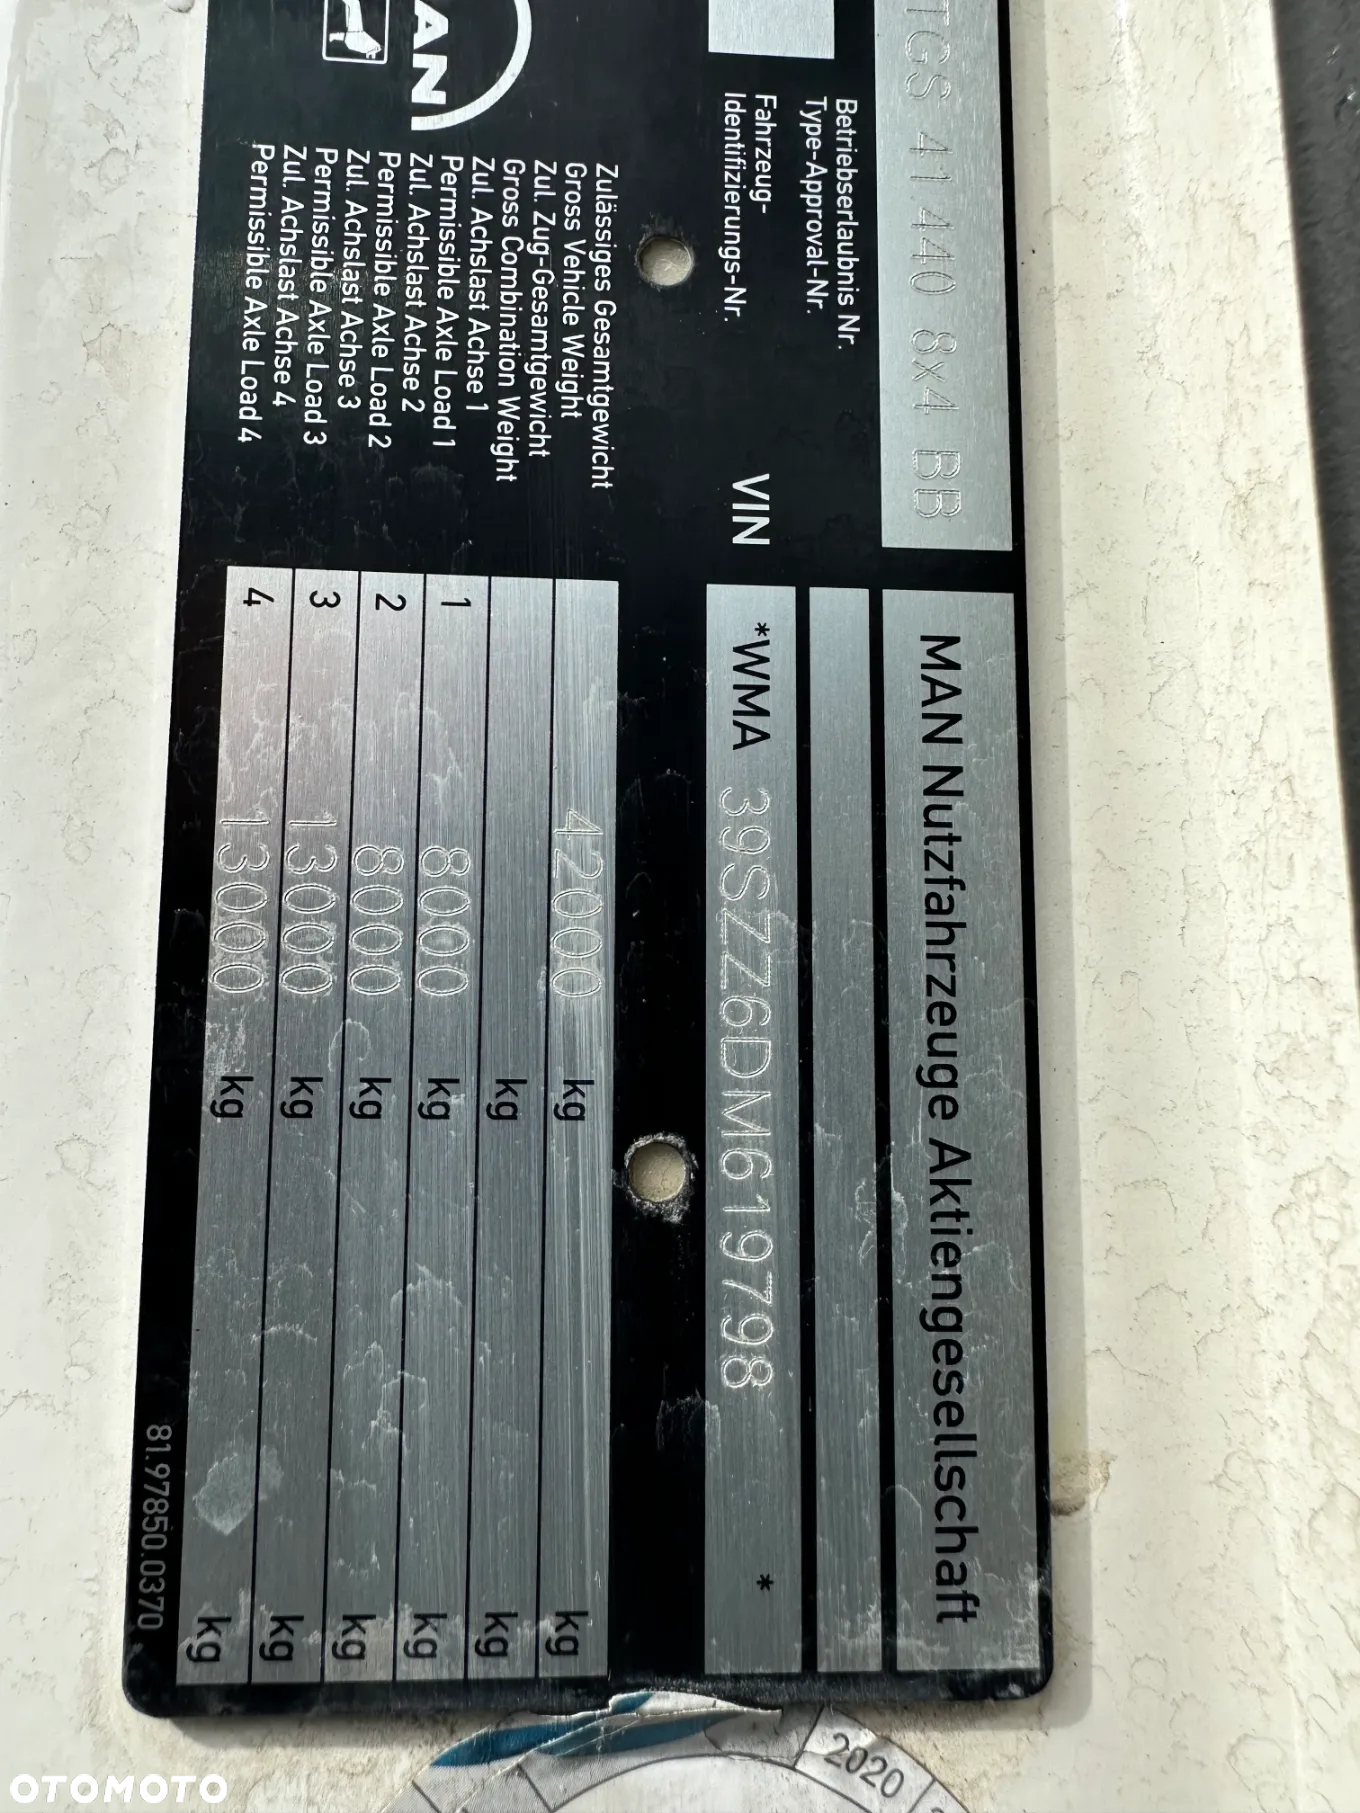 MAN Nutzfahrzeuge Aktiengesellschaft
TGS 41 440 8x4 BB
Betriebserlaubnis Nr.
Type-Approval-Nr.
Fahrzeug-
Identifizierungs-Nr.
VIN
*WMA 39SZZ6DM619798 *
AN
Zulässiges Gesamtgewicht
Gross Vehicle Weight
42000 kg kg
Zul. Zug-Gesamtgewicht
Gross Combination Weight
kg kg
Zul. Achslast Achse 1
Permissible Axle Load 1
1 8000 kg kg
Zul. Achslast Achse 2
Permissible Axle Load 2
2 8000 kg kg
Zul. Achslast Achse 3
Permissible Axle Load 3
3 13000 kg kg
Zul. Achslast Achse 4
Permissible Axle Load 4
4 13000 kg kg
81.97850.0370
2020
OTOMOTO